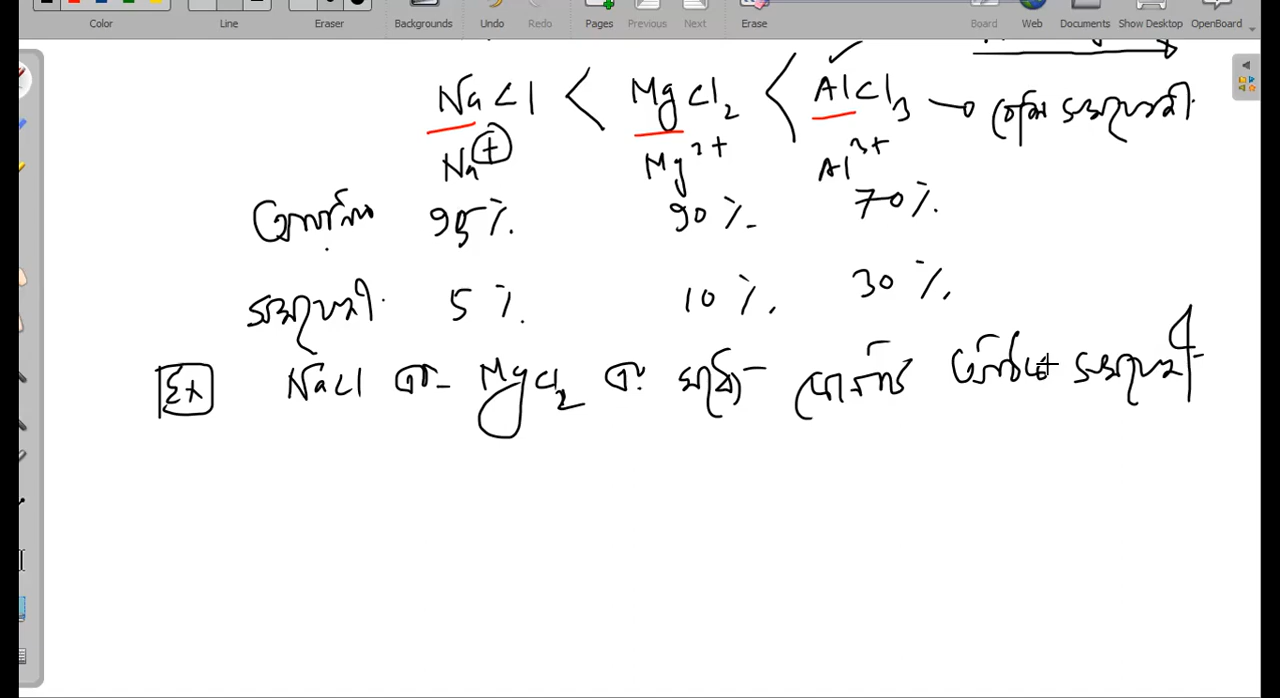 Color Line Eraser Backgrounds Undo Redo Pages Previous Next Erase Board Web Documents Show Desktop OpenBoard
NaCl < MgCl₂ < AlCl₃ → বেশি সমযোজী
Na⁺ Mg²⁺ Al³⁺
আয়নিক 95% 90% 70%
সমযোজী 5% 10% 30%
Ex NaCl ও MgCl₂ এর মধ্যে কোনটি বেশি সমযোজী